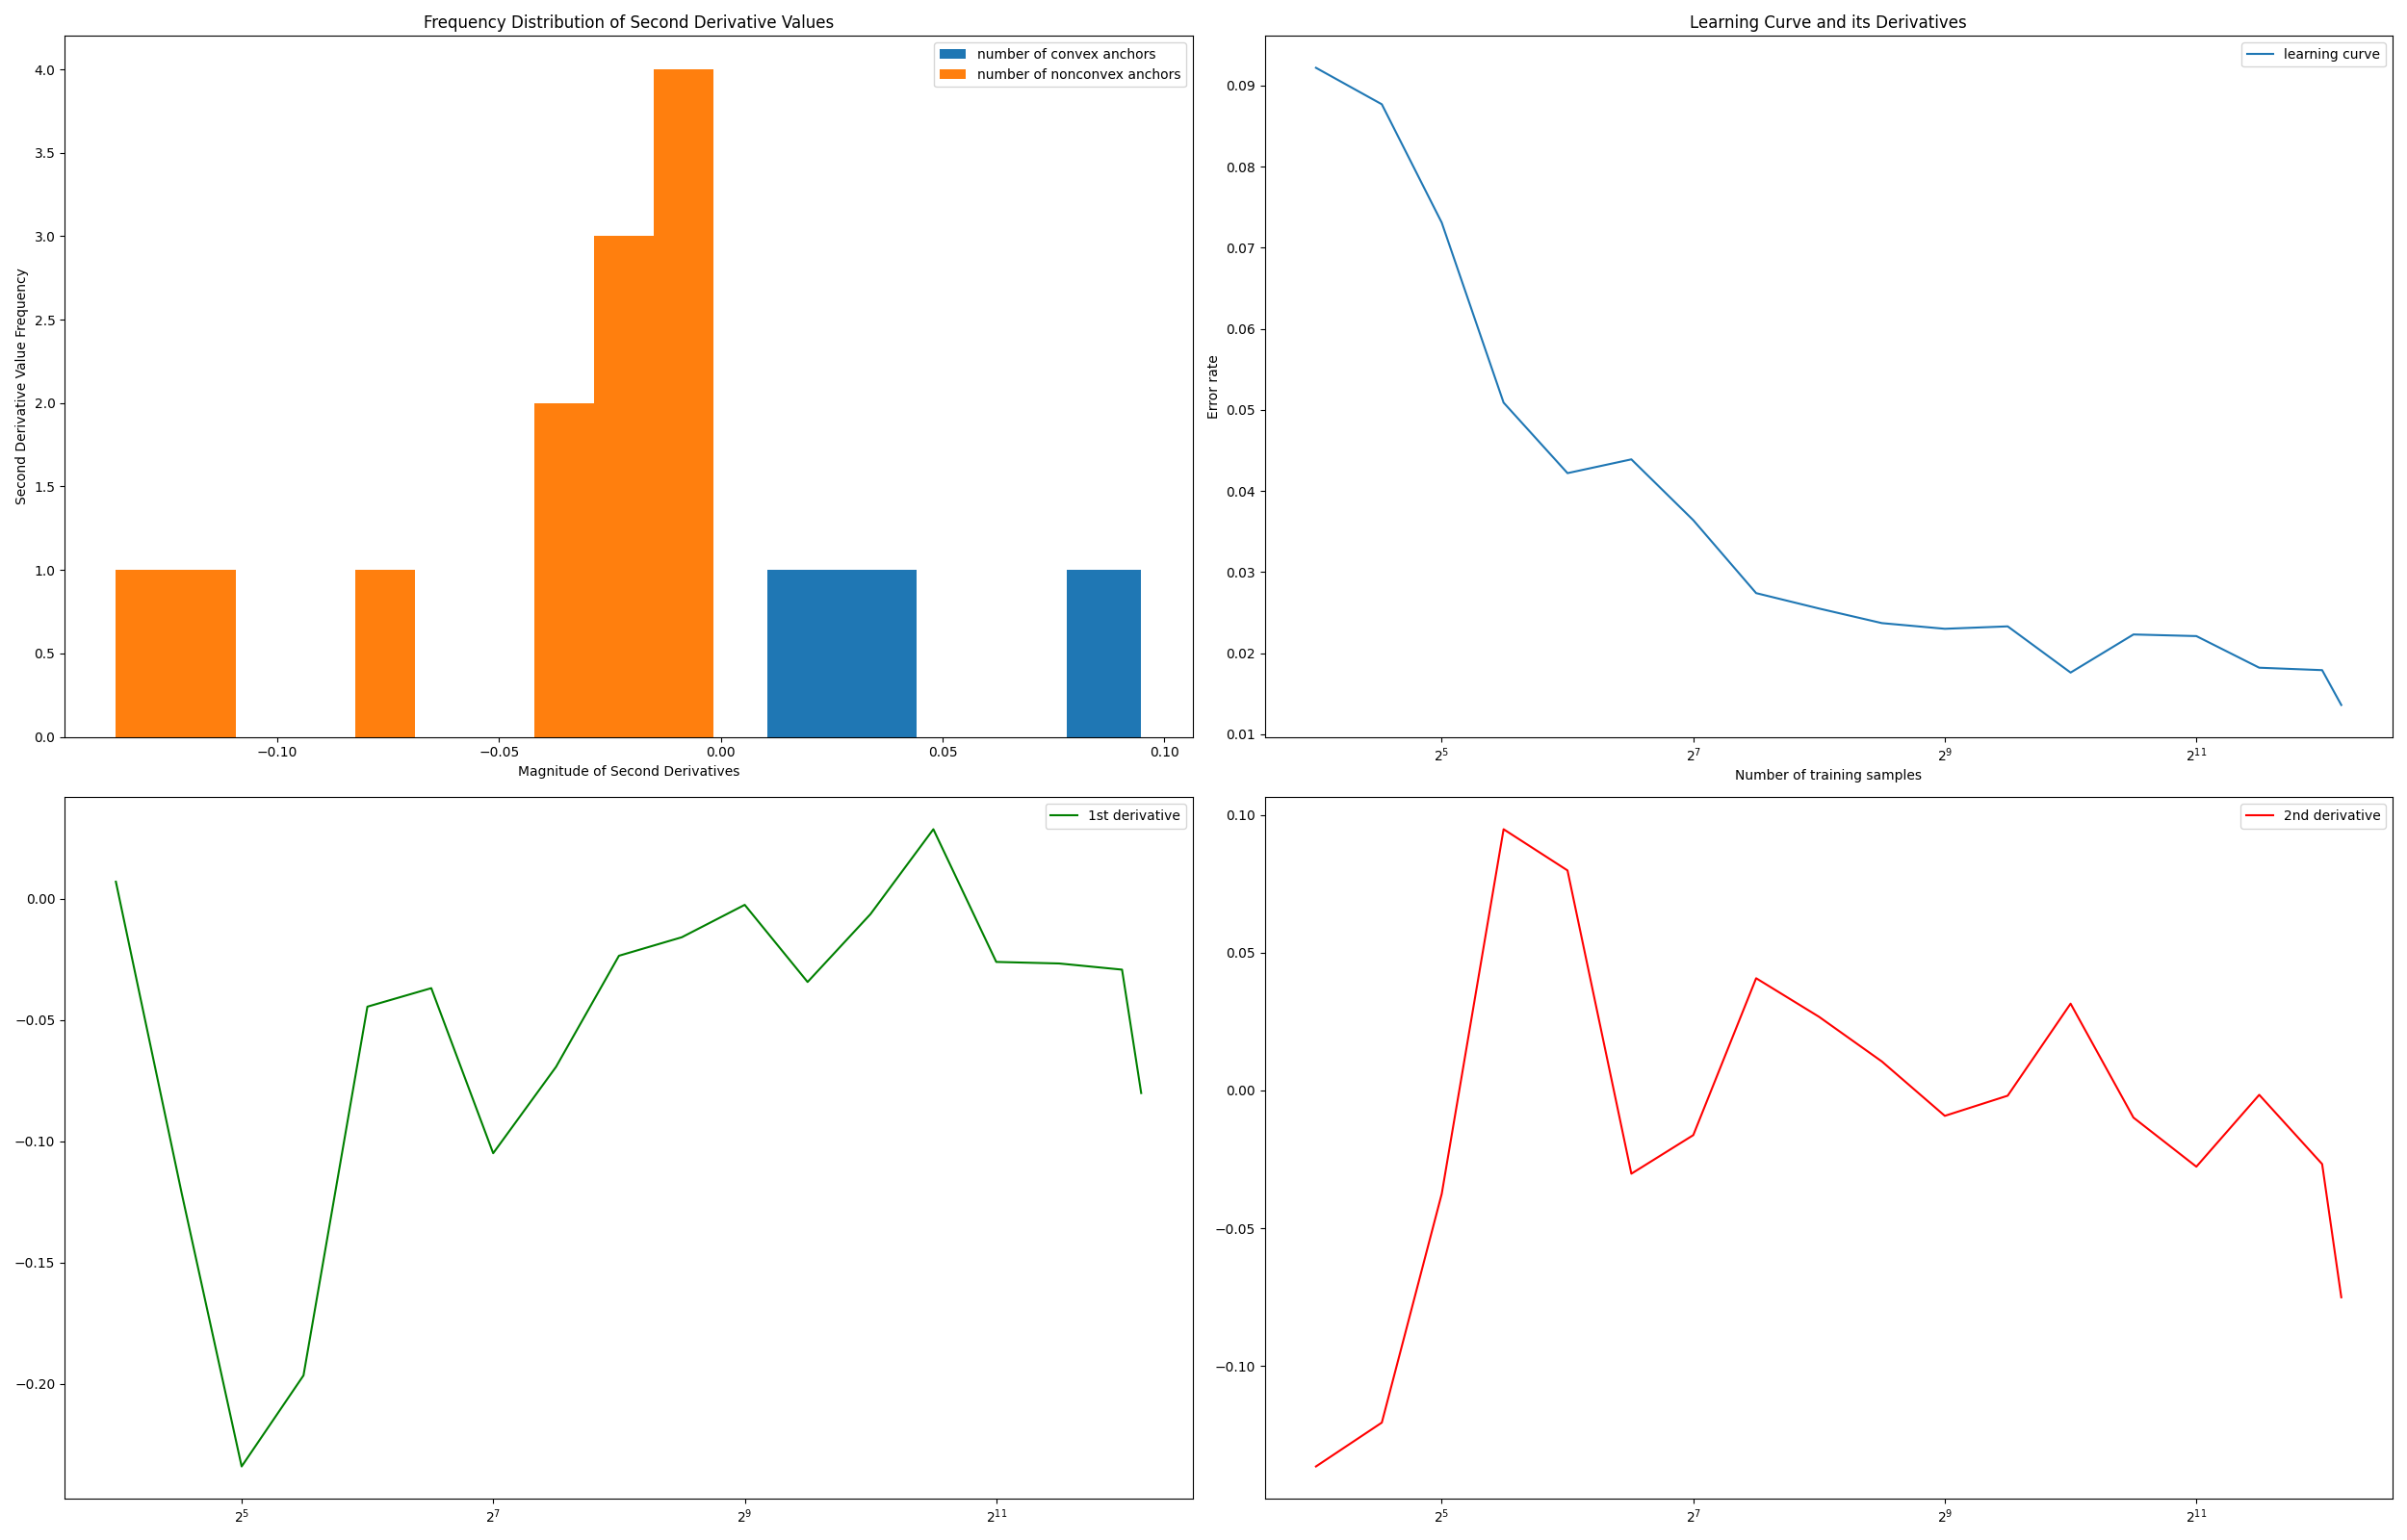 Frequency Distribution of Second Derivative Values
number of convex anchors
number of nonconvex anchors
Second Derivative Value Frequency
4.0
3.5
3.0
2.5
2.0
1.5
1.0
0.5
0.0
−0.10 −0.05 0.00 0.05 0.10
Magnitude of Second Derivatives
Learning Curve and its Derivatives
learning curve
Error rate
0.09
0.08
0.07
0.06
0.05
0.04
0.03
0.02
0.01
2⁵ 2⁷ 2⁹ 2¹¹
Number of training samples
1st derivative
0.00
−0.05
−0.10
−0.15
−0.20
2⁵ 2⁷ 2⁹ 2¹¹
2nd derivative
0.10
0.05
0.00
−0.05
−0.10
2⁵ 2⁷ 2⁹ 2¹¹